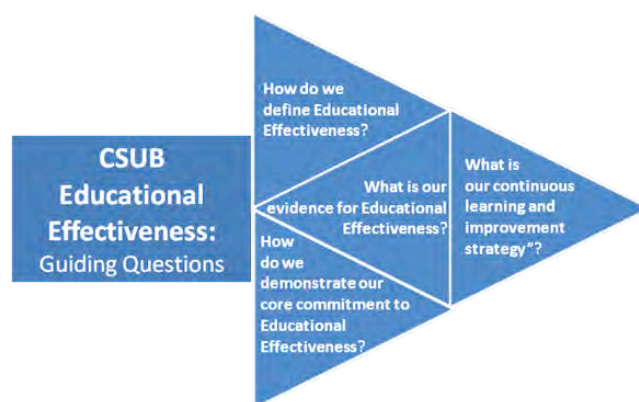 CSUB
Educational
Effectiveness:
Guiding Questions
How do we
define Educational
Effectiveness?
What is our
evidence for Educational
Effectiveness?
How
do we
demonstrate our
core commitment to
Educational
Effectiveness?
What is
our continuous
learning and
improvement
strategy"?